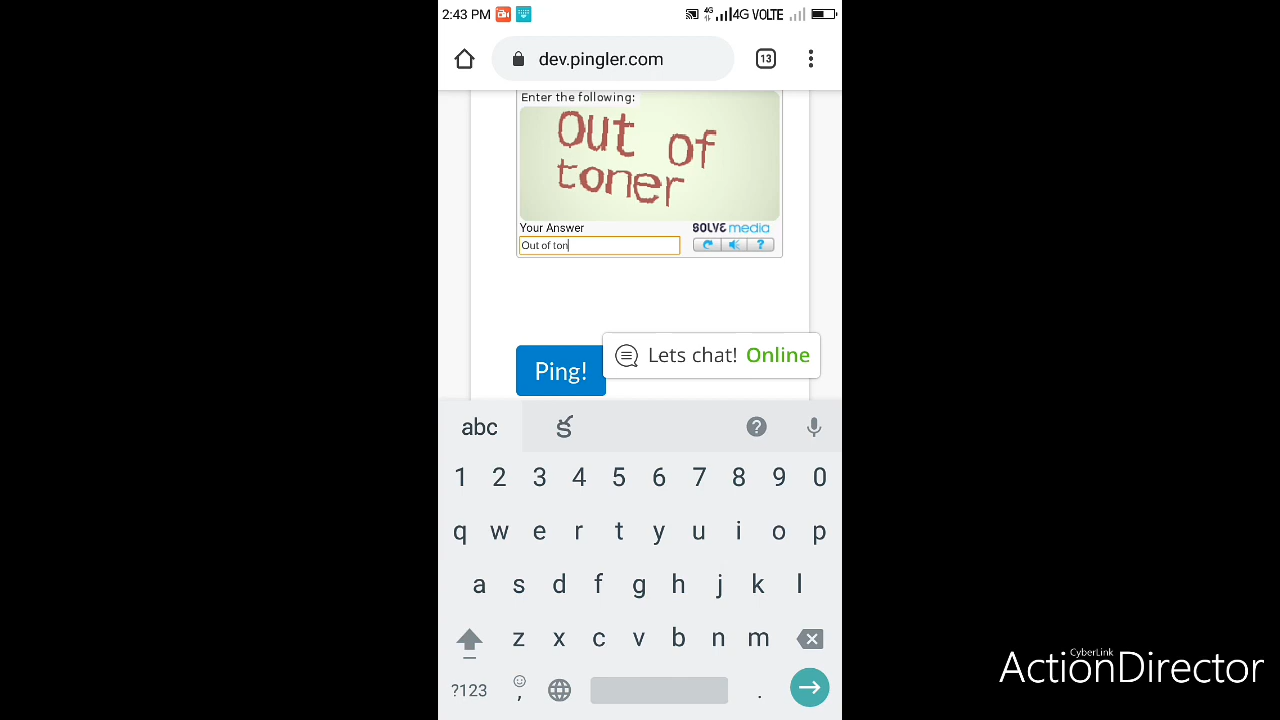 2:43 PM 4G 4G VOLTE
dev.pingler.com 13
Enter the following:
out of
toner
Your Answer SOLVE media
Out of ton
Lets chat! Online
Ping!
abc క
1 2 3 4 5 6 7 8 9 0
q w e r t y u i o p
a s d f g h j k l
z x c v b n m
?123 , .
CyberLink
ActionDirector